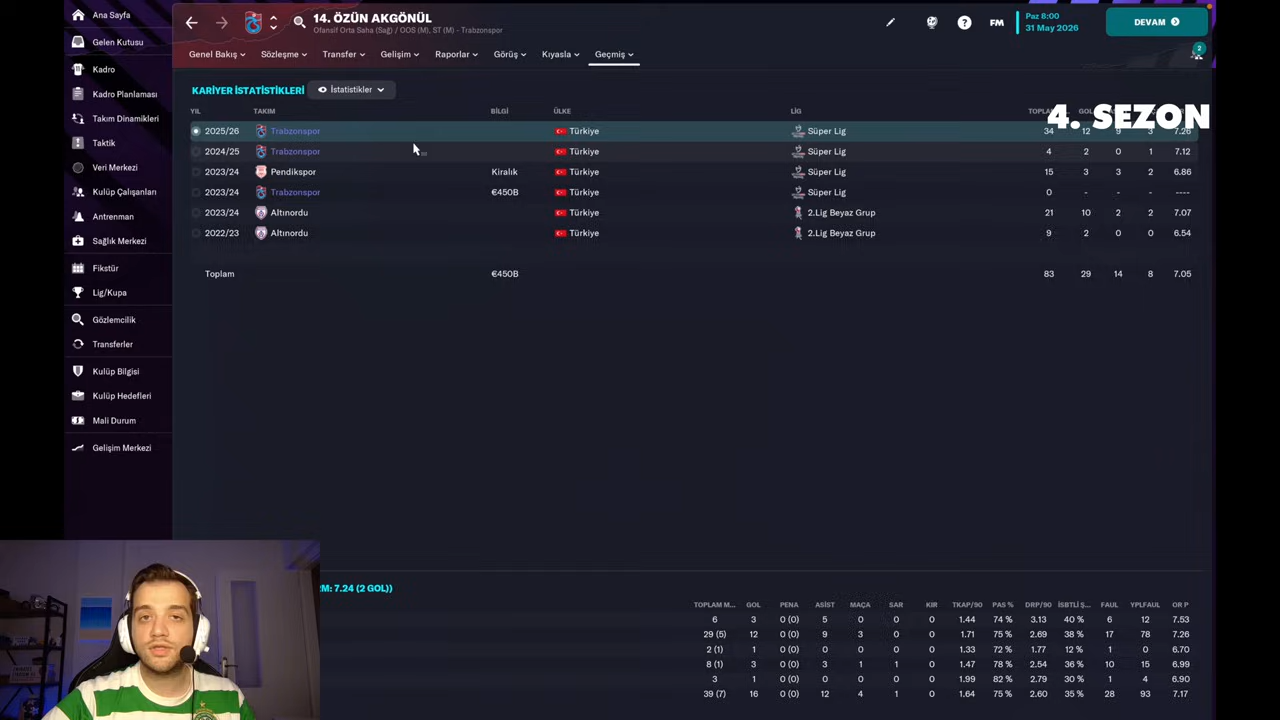 Ana Sayfa
Gelen Kutusu
Kadro
Kadro Planlaması
Takım Dinamikleri
Taktik
Veri Merkezi
Kulüp Çalışanları
Antrenman
Sağlık Merkezi
Fikstür
Lig/Kupa
Gözlemcilik
Transferler
Kulüp Bilgisi
Kulüp Hedefleri
Mali Durum
Gelişim Merkezi
14. ÖZÜN AKGÖNÜL
Ofansif Orta Saha (Sağ) / OOS (M), ST (M) - Trabzonspor
FM
Paz 8:00
31 May 2026
DEVAM
2
Genel Bakış Sözleşme Transfer Gelişim Raporlar Görüş Kıyasla Geçmiş
KARİYER İSTATİSTİKLERİ İstatistikler
4. SEZON
YIL TAKIM BİLGİ ÜLKE LİG GOL
2025/26 Trabzonspor Türkiye Süper Lig 34 12 9 3 7.26
2024/25 Trabzonspor Türkiye Süper Lig 4 2 0 1 7.12
2023/24 Pendikspor Kiralık Türkiye Süper Lig 15 3 3 2 6.86
2023/24 Trabzonspor €450B Türkiye Süper Lig 0 - - - ----
2023/24 Altınordu Türkiye 2.Lig Beyaz Grup 21 10 2 2 7.07
2022/23 Altınordu Türkiye 2.Lig Beyaz Grup 9 2 0 0 6.54
Toplam €450B 83 29 14 8 7.05
7.24 (2 GOL))
TOPLAM M... GOL PENA ASİST MAÇA SAR KIR TKAP/90 PAS % DRP/90 İSBTLİ Ş... FAUL YPLFAUL OR P
6 3 0 (0) 5 0 0 0 1.44 74 % 3.13 40 % 6 12 7.53
29 (5) 12 0 (0) 9 3 0 0 1.71 75 % 2.69 38 % 17 78 7.26
2 (1) 1 0 (0) 0 0 0 0 1.33 72 % 1.77 12 % 1 0 6.70
8 (1) 3 0 (0) 3 1 1 0 1.47 78 % 2.54 36 % 10 15 6.99
3 1 0 (0) 0 0 0 0 1.99 82 % 2.79 30 % 1 4 6.90
39 (7) 16 0 (0) 12 4 1 0 1.64 75 % 2.60 35 % 28 93 7.17